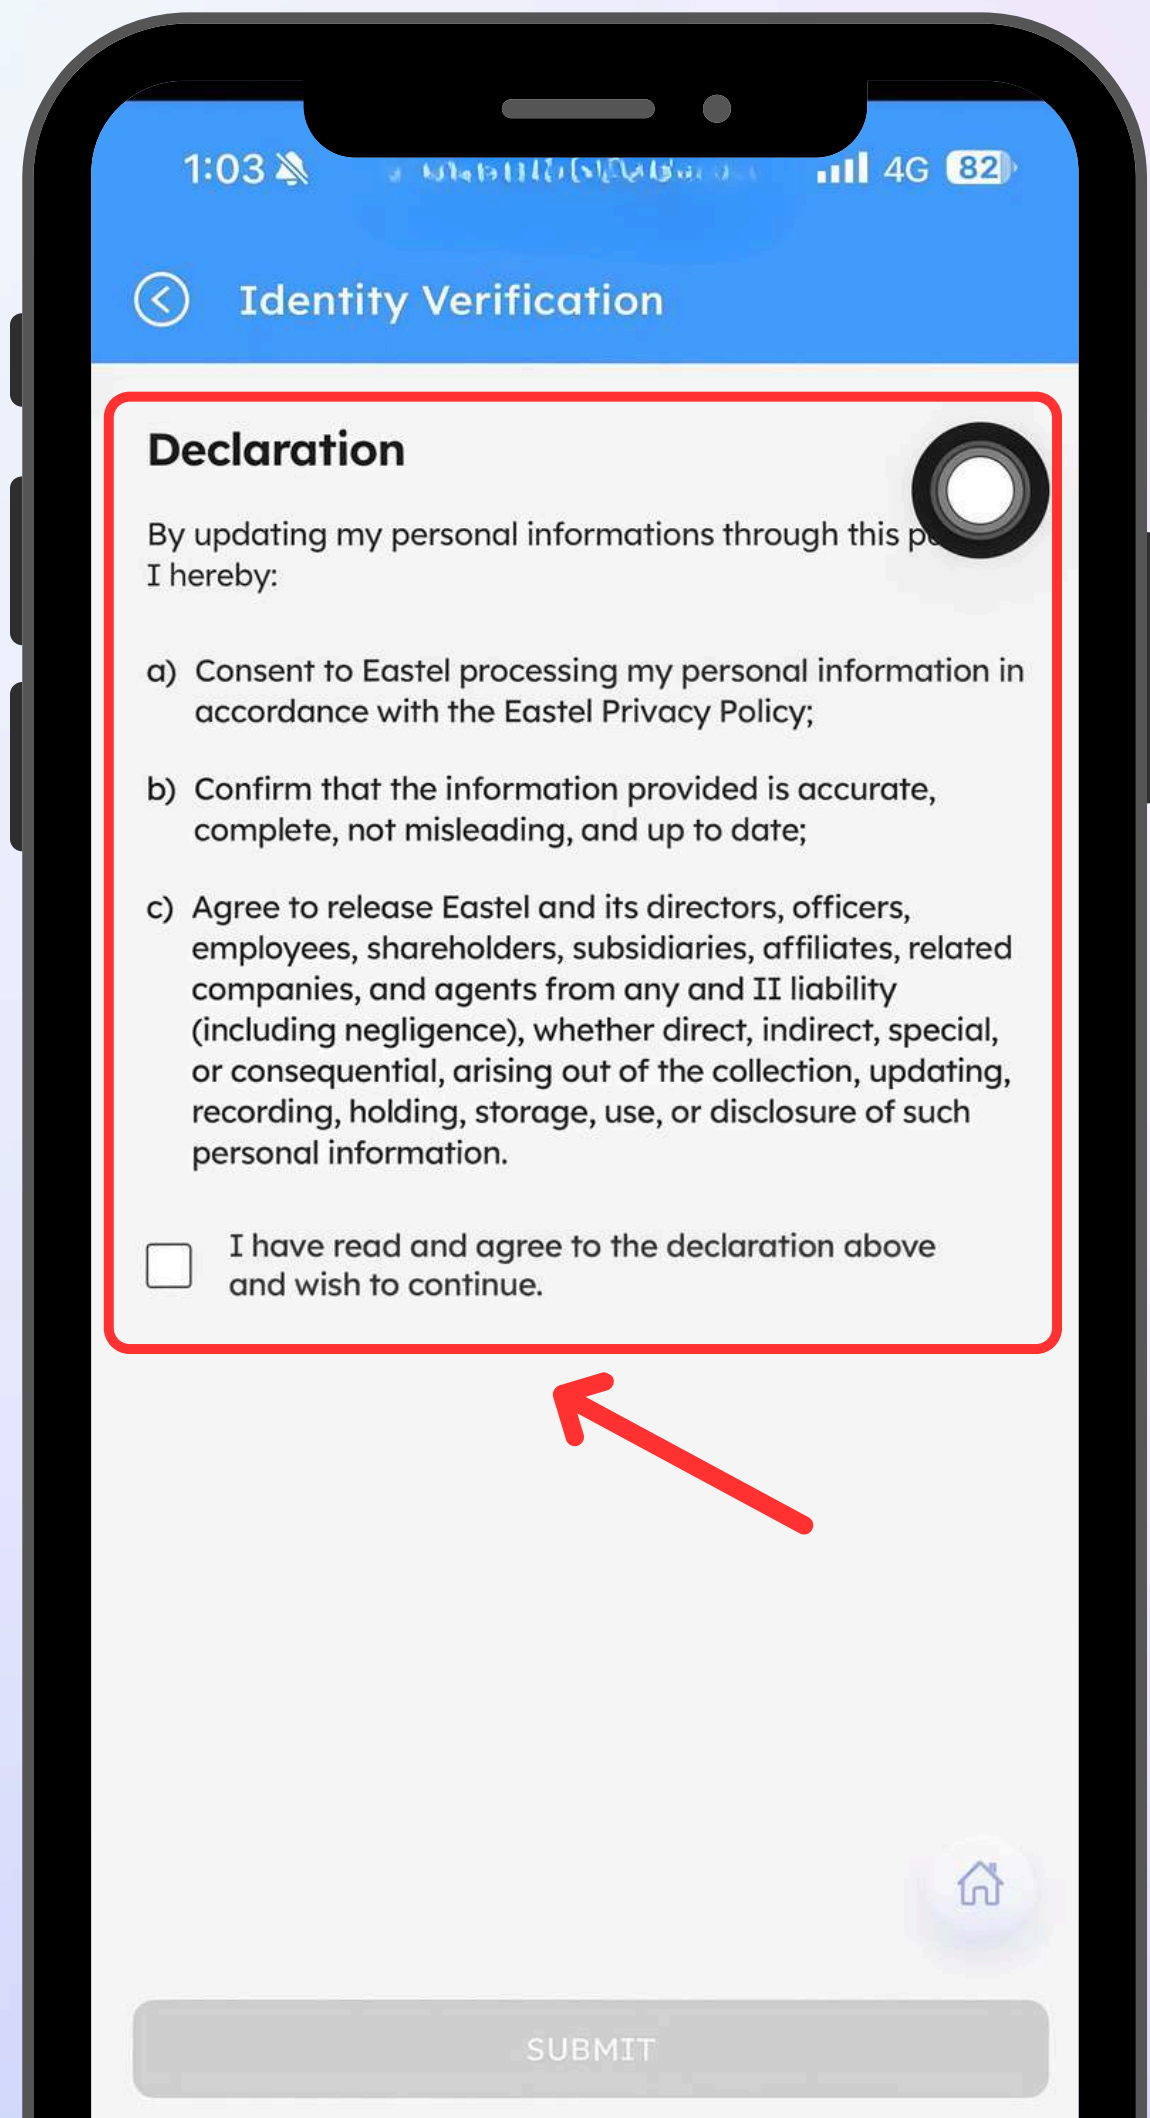 1:03
4G 82
Identity Verification
Declaration
By updating my personal informations through this
I hereby:
a) Consent to Eastel processing my personal information in
accordance with the Eastel Privacy Policy;
b) Confirm that the information provided is accurate,
complete, not misleading, and up to date;
c) Agree to release Eastel and its directors, officers,
employees, shareholders, subsidiaries, affiliates, related
companies, and agents from any and II liability
(including negligence), whether direct, indirect, special,
or consequential, arising out of the collection, updating,
recording, holding, storage, use, or disclosure of such
personal information.
I have read and agree to the declaration above
and wish to continue.
SUBMIT